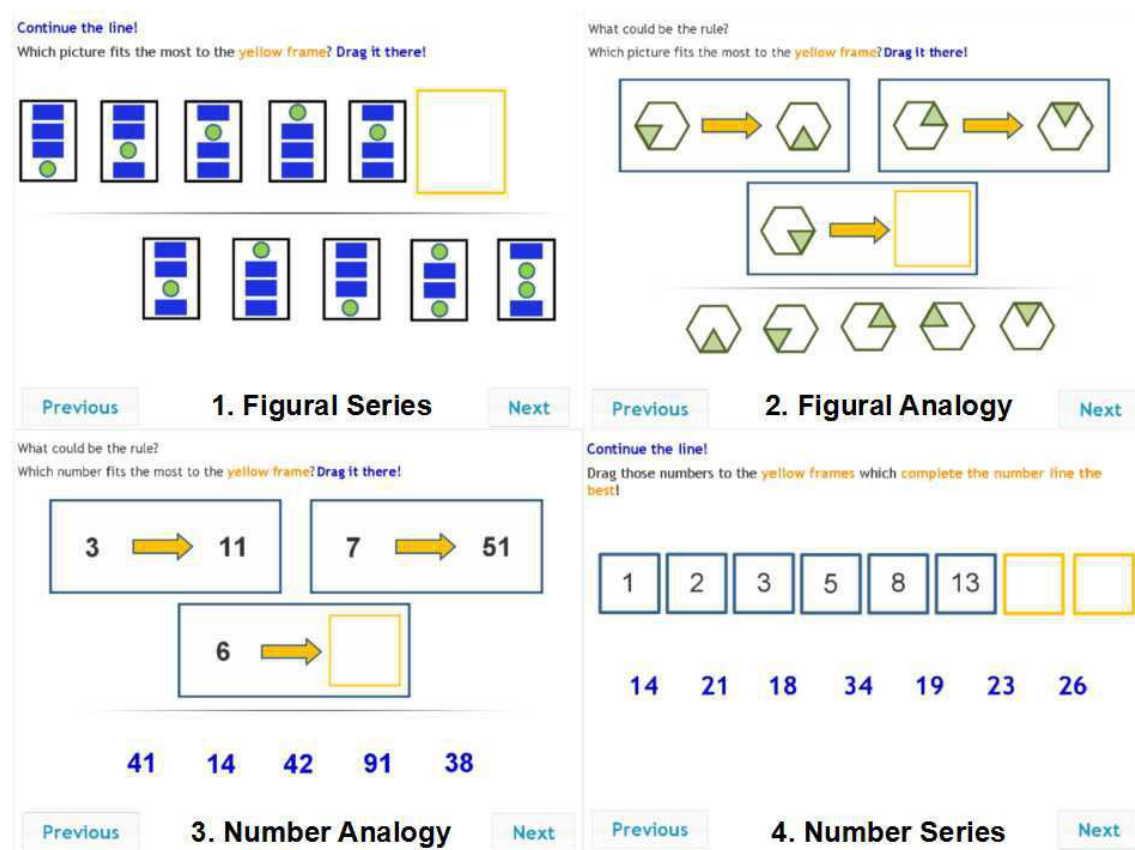 Continue the line!
Which picture fits the most to the yellow frame? Drag it there!
Previous
1. Figural Series
Next
What could be the rule?
Which picture fits the most to the yellow frame?Drag it there!
Previous
2. Figural Analogy
Next
What could be the rule?
Which number fits the most to the yellow frame?Drag it there!
3 11
7 51
6
41 14 42 91 38
Previous
3. Number Analogy
Next
Continue the line!
Drag those numbers to the yellow frames which complete the number line the
best!
1 2 3 5 8 13
14 21 18 34 19 23 26
Previous
4. Number Series
Next